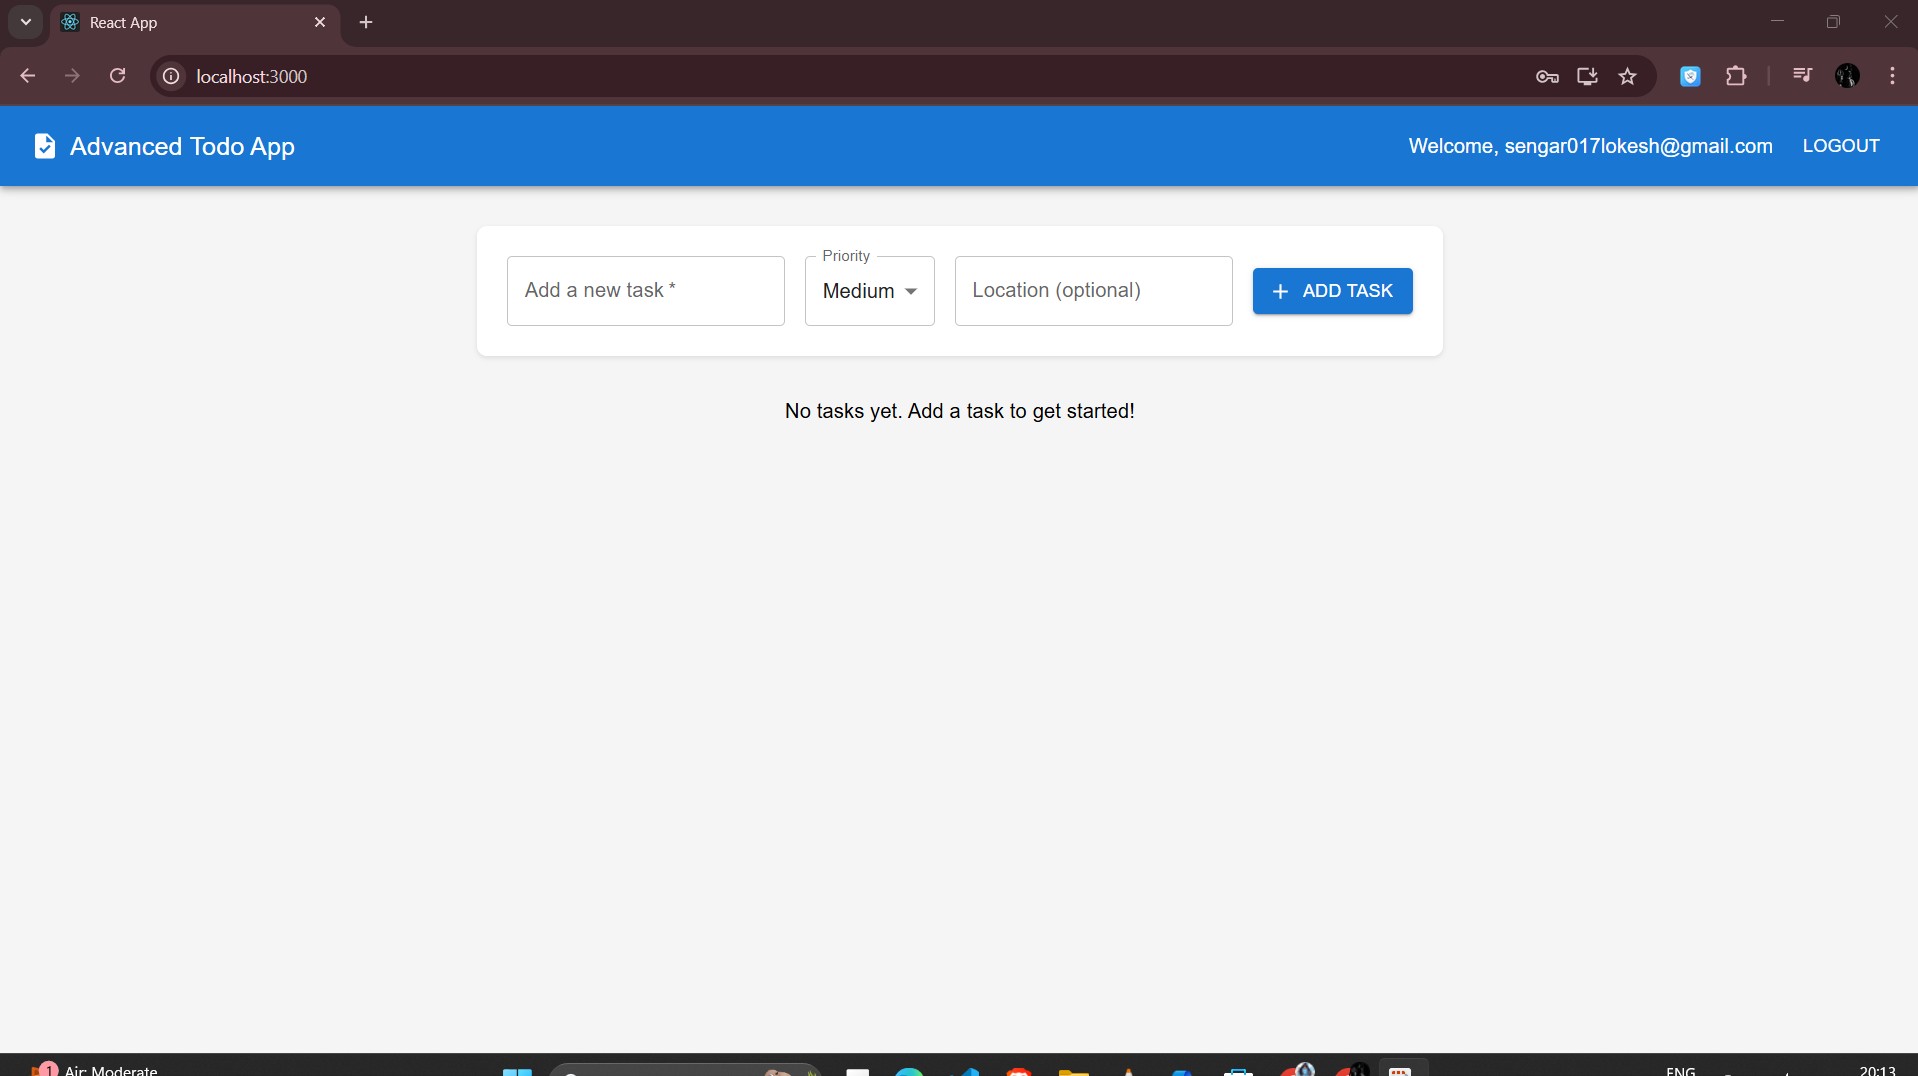 React App
localhost:3000
Advanced Todo App
Welcome, sengar017lokesh@gmail.com LOGOUT
Priority
Add a new task * Medium Location (optional) ADD TASK
No tasks yet. Add a task to get started!
1 Air: Moderate ENG 20:13